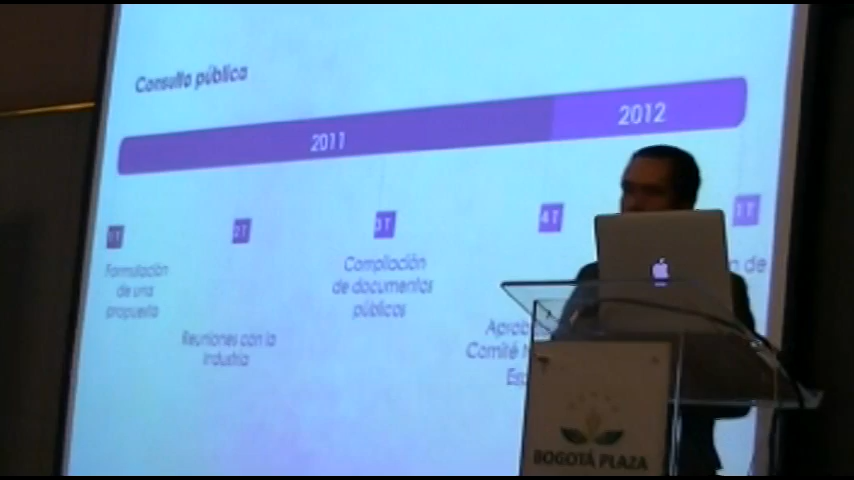 Consulta pública
2011
2012
1T
2T
3T
4T
1T
Formulación
de una
propuesta
Reuniones con la
Industria
Compilación
de documentos
públicos
Comité
de
BOGOTÁ PLAZA